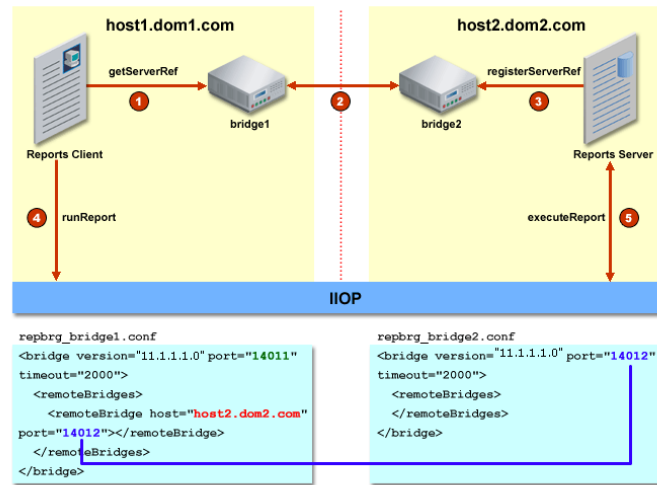 host1.dom1.com
host2.dom2.com
getServerRef
registerServerRef
1
2
3
bridge1
bridge2
Reports Client
Reports Server
4
runReport
executeReport
5
IIOP
repbrg_bridge1.conf
<bridge version="11.1.1.1.0" port="14011"
timeout="2000">
<remoteBridges>
<remoteBridge host="host2.dom2.com"
port="14012"></remoteBridge>
</remoteBridges>
</bridge>
repbrg_bridge2.conf
<bridge version="11.1.1.1.0" port="14012"
timeout="2000">
<remoteBridges>
</remoteBridges>
</bridge>